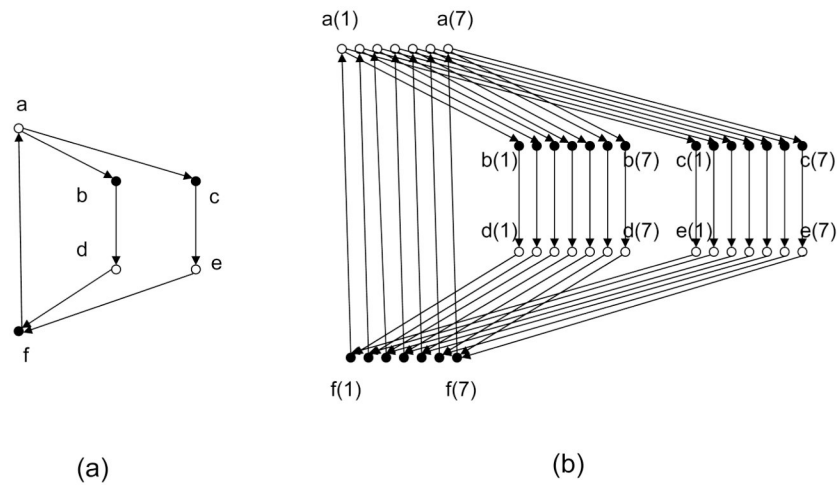 a(1) a(7)
a
b c
b(1) b(7) c(1) c(7)
d e
d(1) d(7) e(1) e(7)
f
f(1) f(7)
(a) (b)